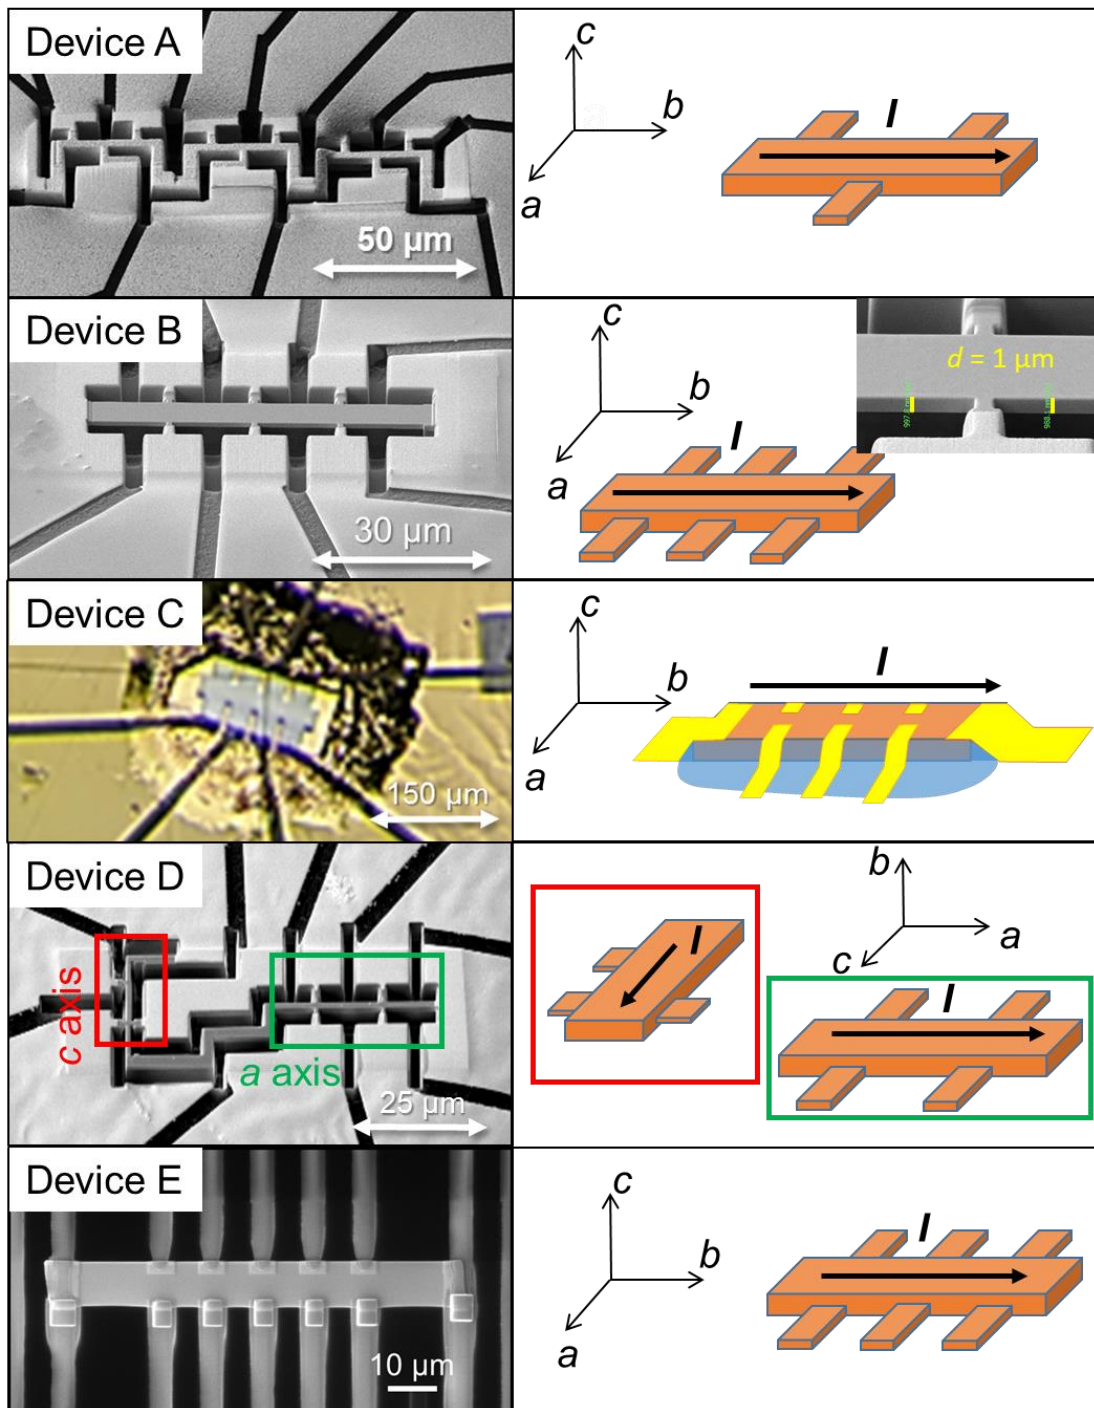 Device A
50 μm
c
b
a
I
Device B
30 μm
c
b
a
I
d = 1 μm
Device C
150 μm
c
b
a
I
Device D
c axis
a axis
25 μm
I
b
a
c
I
Device E
10 μm
c
b
a
I